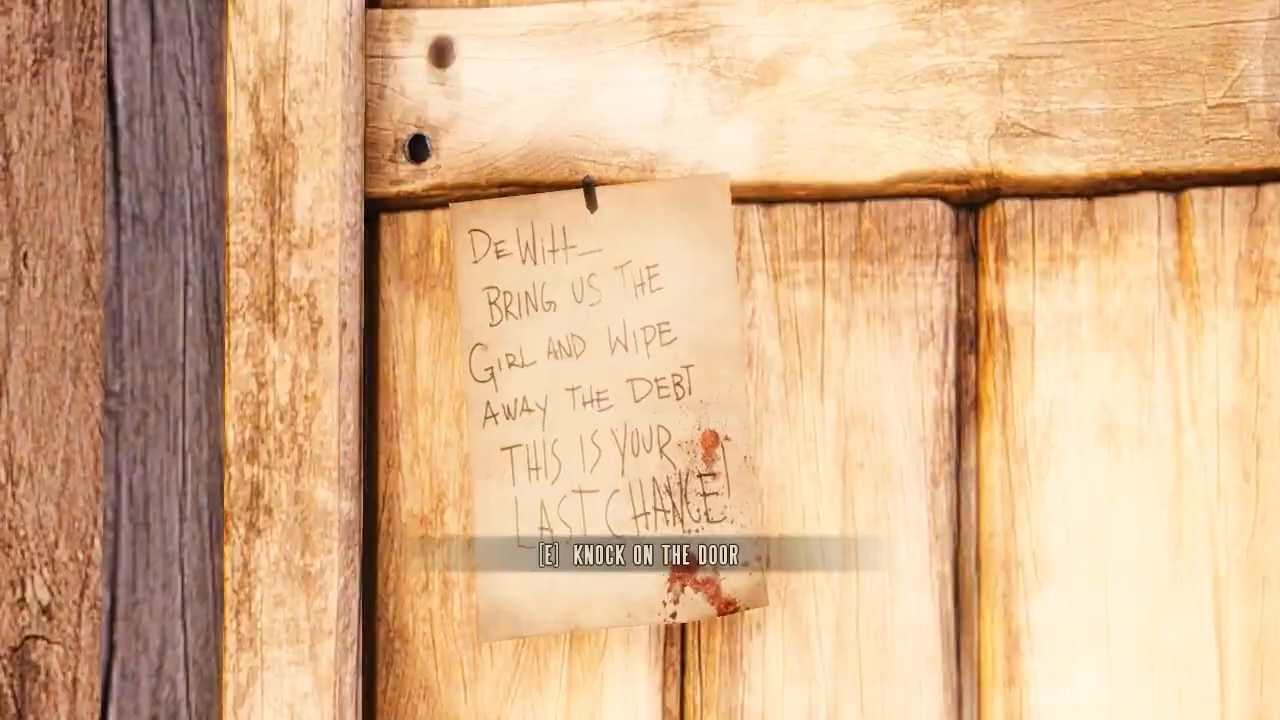 DeWitt—
BRING US THE
GIRL AND WIPE
AWAY THE DEBT.
THIS IS YOUR
LAST CHANCE!
[E] KNOCK ON THE DOOR